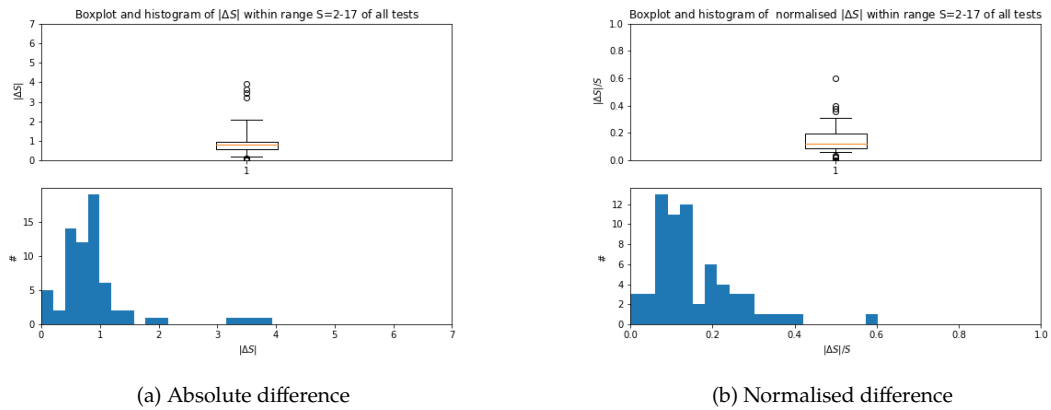 Boxplot and histogram of |ΔS| within range S=2-17 of all tests
7
6
5
4
3
2
1
0
|ΔS|
1
15
10
5
0
#
0 1 2 3 4 5 6 7
|ΔS|
(a) Absolute difference
Boxplot and histogram of  normalised |ΔS| within range S=2-17 of all tests
1.0
0.8
0.6
0.4
0.2
0.0
|ΔS|/S
1
12
10
8
6
4
2
0
#
0.0 0.2 0.4 0.6 0.8 1.0
|ΔS|/S
(b) Normalised difference